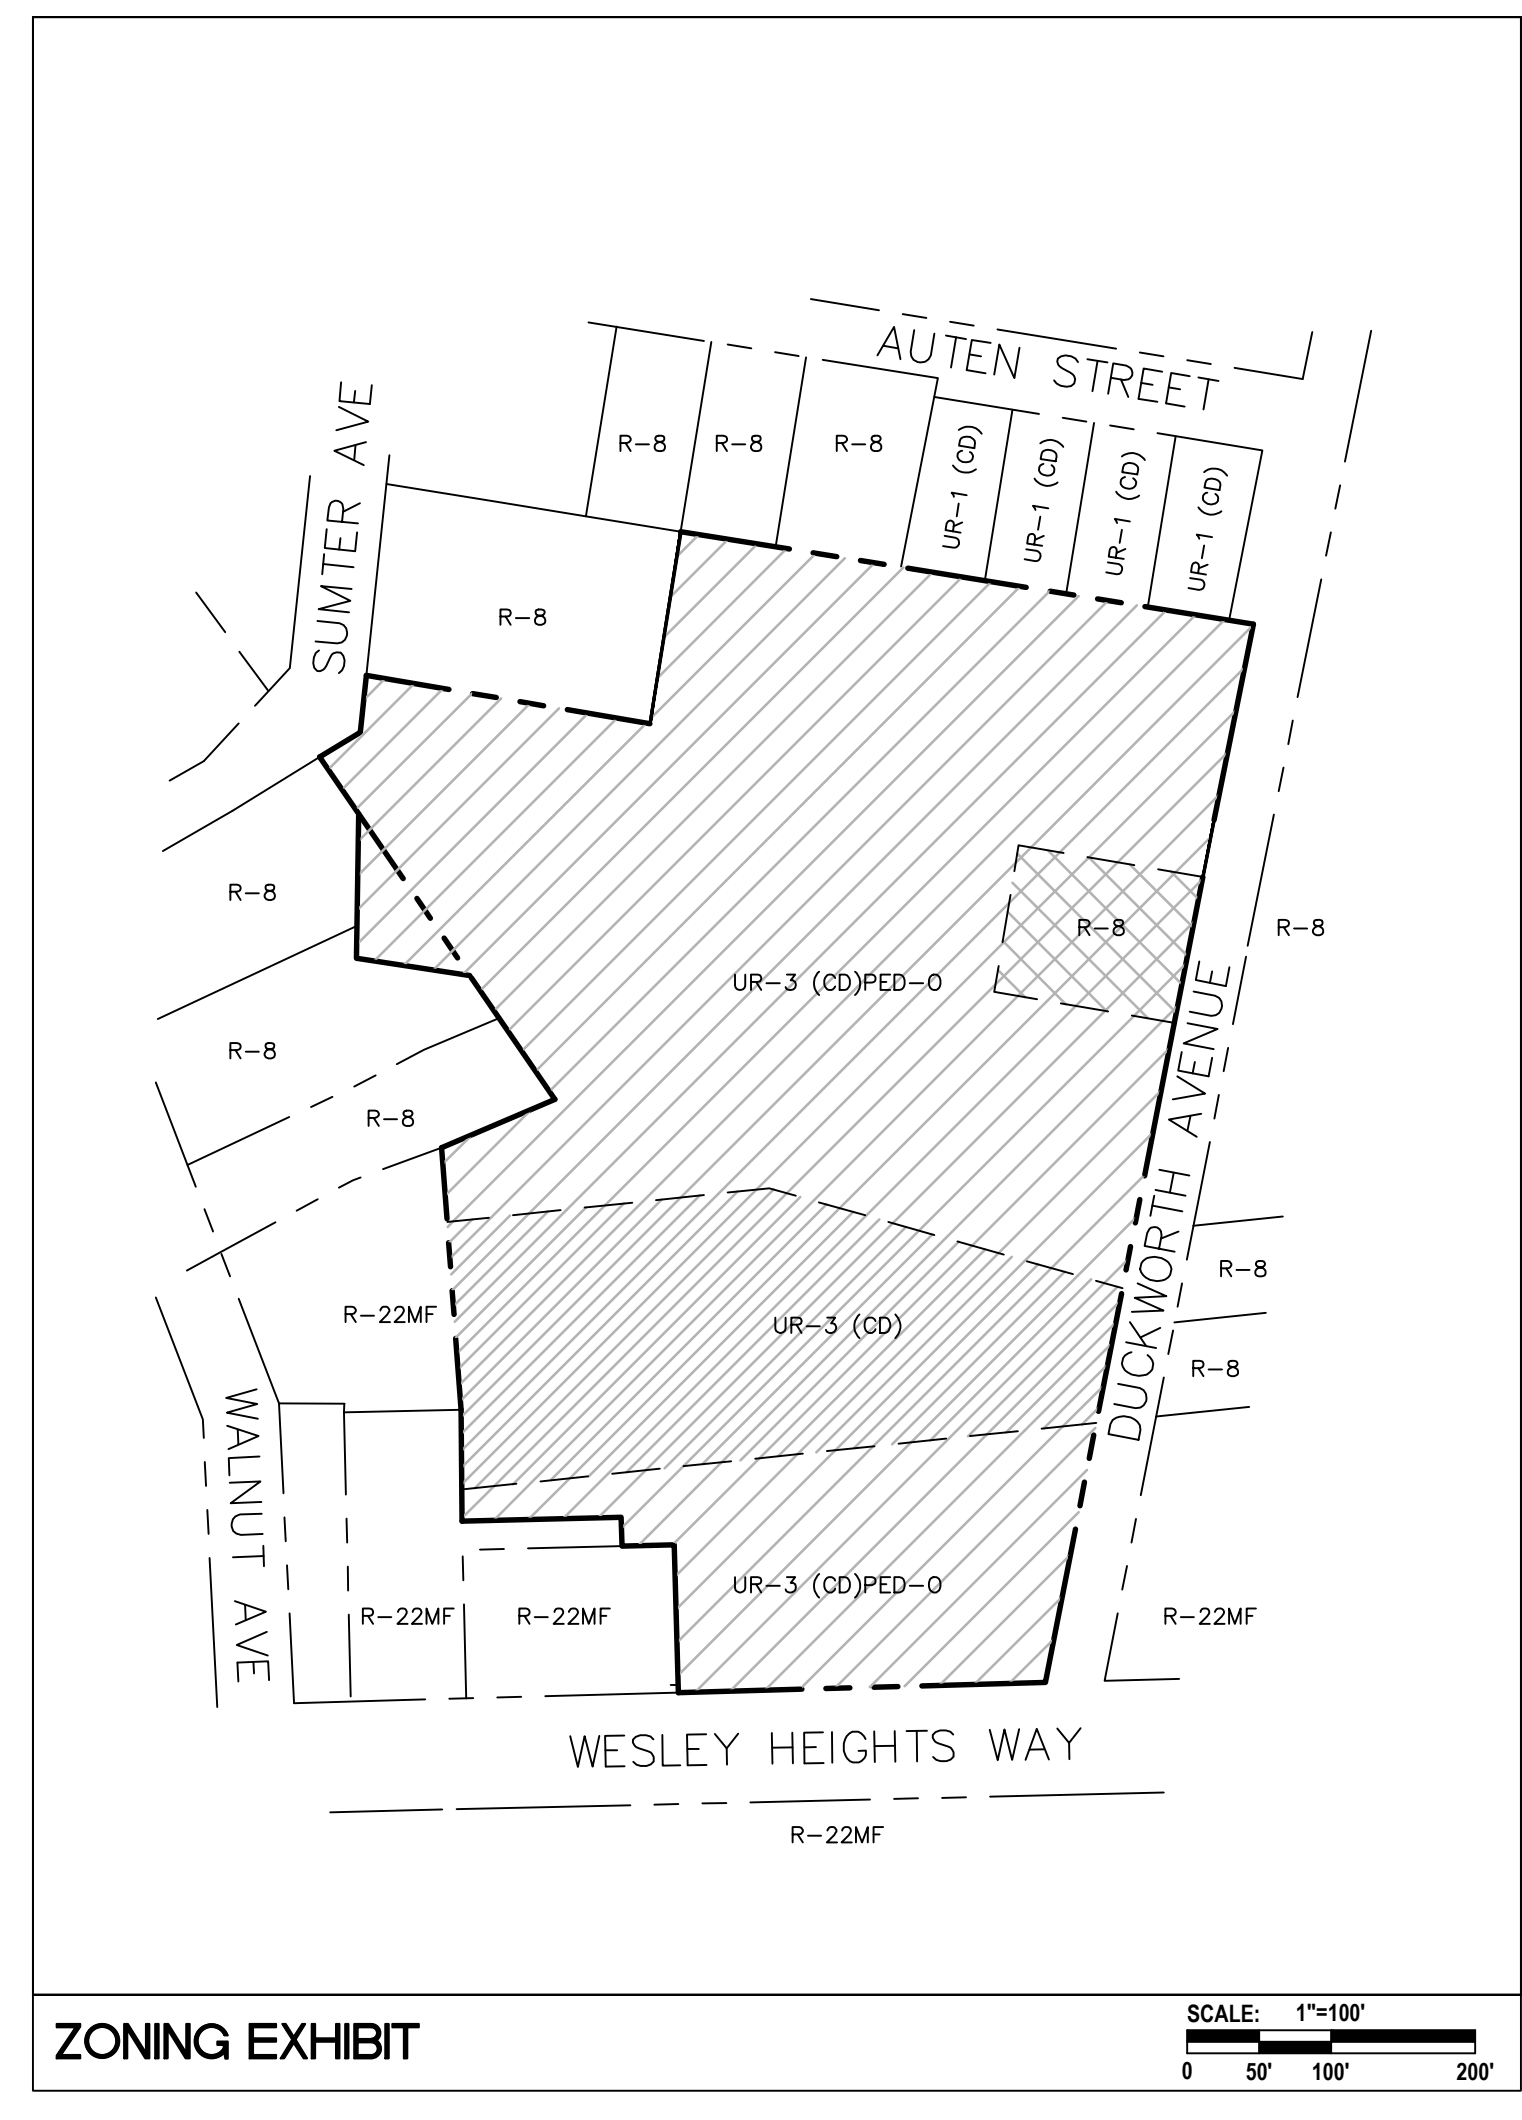 AUTEN STREET
SUMTER AVE
R-8
R-8
R-8
UR-1 (CD)
UR-1 (CD)
UR-1 (CD)
UR-1 (CD)
R-8
R-8
R-8
R-8
UR-3 (CD)PED-O
R-8
R-8
DUCKWORTH AVENUE
R-8
R-8
R-22MF
UR-3 (CD)
R-8
WALNUT AVE
UR-3 (CD)PED-O
R-22MF
R-22MF
R-22MF
WESLEY HEIGHTS WAY
R-22MF
ZONING EXHIBIT
SCALE: 1"=100'
0 50' 100' 200'